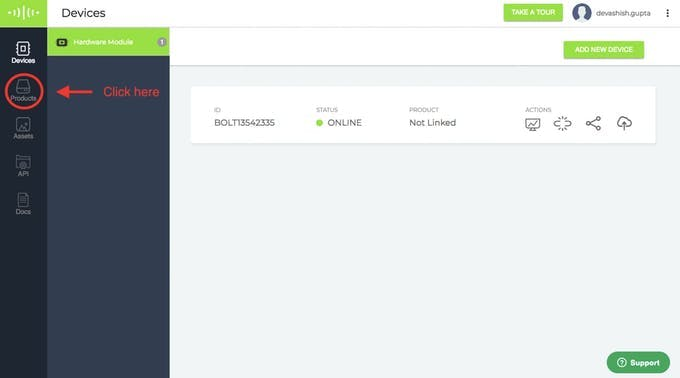 Devices
TAKE A TOUR
devashish.gupta
Devices
Hardware Module
1
ADD NEW DEVICE
Products
Click here
ID
STATUS
PRODUCT
ACTIONS
BOLT13542335
ONLINE
Not Linked
Assets
API
Docs
Support